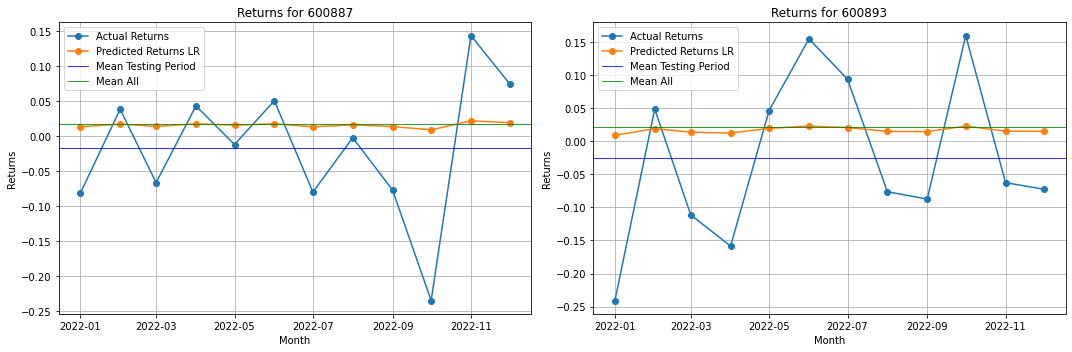 Returns for 600887
Actual Returns
Predicted Returns LR
Mean Testing Period
Mean All
0.15
0.10
0.05
0.00
−0.05
−0.10
−0.15
−0.20
−0.25
Returns
2022-01 2022-03 2022-05 2022-07 2022-09 2022-11
Month
Returns for 600893
Actual Returns
Predicted Returns LR
Mean Testing Period
Mean All
0.15
0.10
0.05
0.00
−0.05
−0.10
−0.15
−0.20
−0.25
Returns
2022-01 2022-03 2022-05 2022-07 2022-09 2022-11
Month